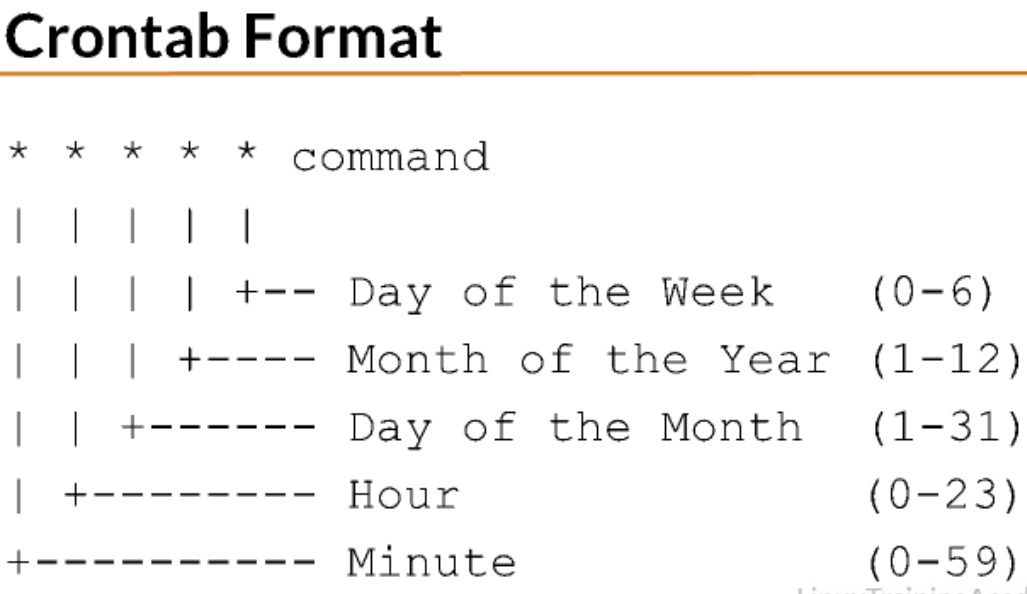 Crontab Format
* * * * * command
| | | | |
| | | | +-- Day of the Week (0-6)
| | | +---- Month of the Year (1-12)
| | +------ Day of the Month (1-31)
| +-------- Hour (0-23)
+---------- Minute (0-59)